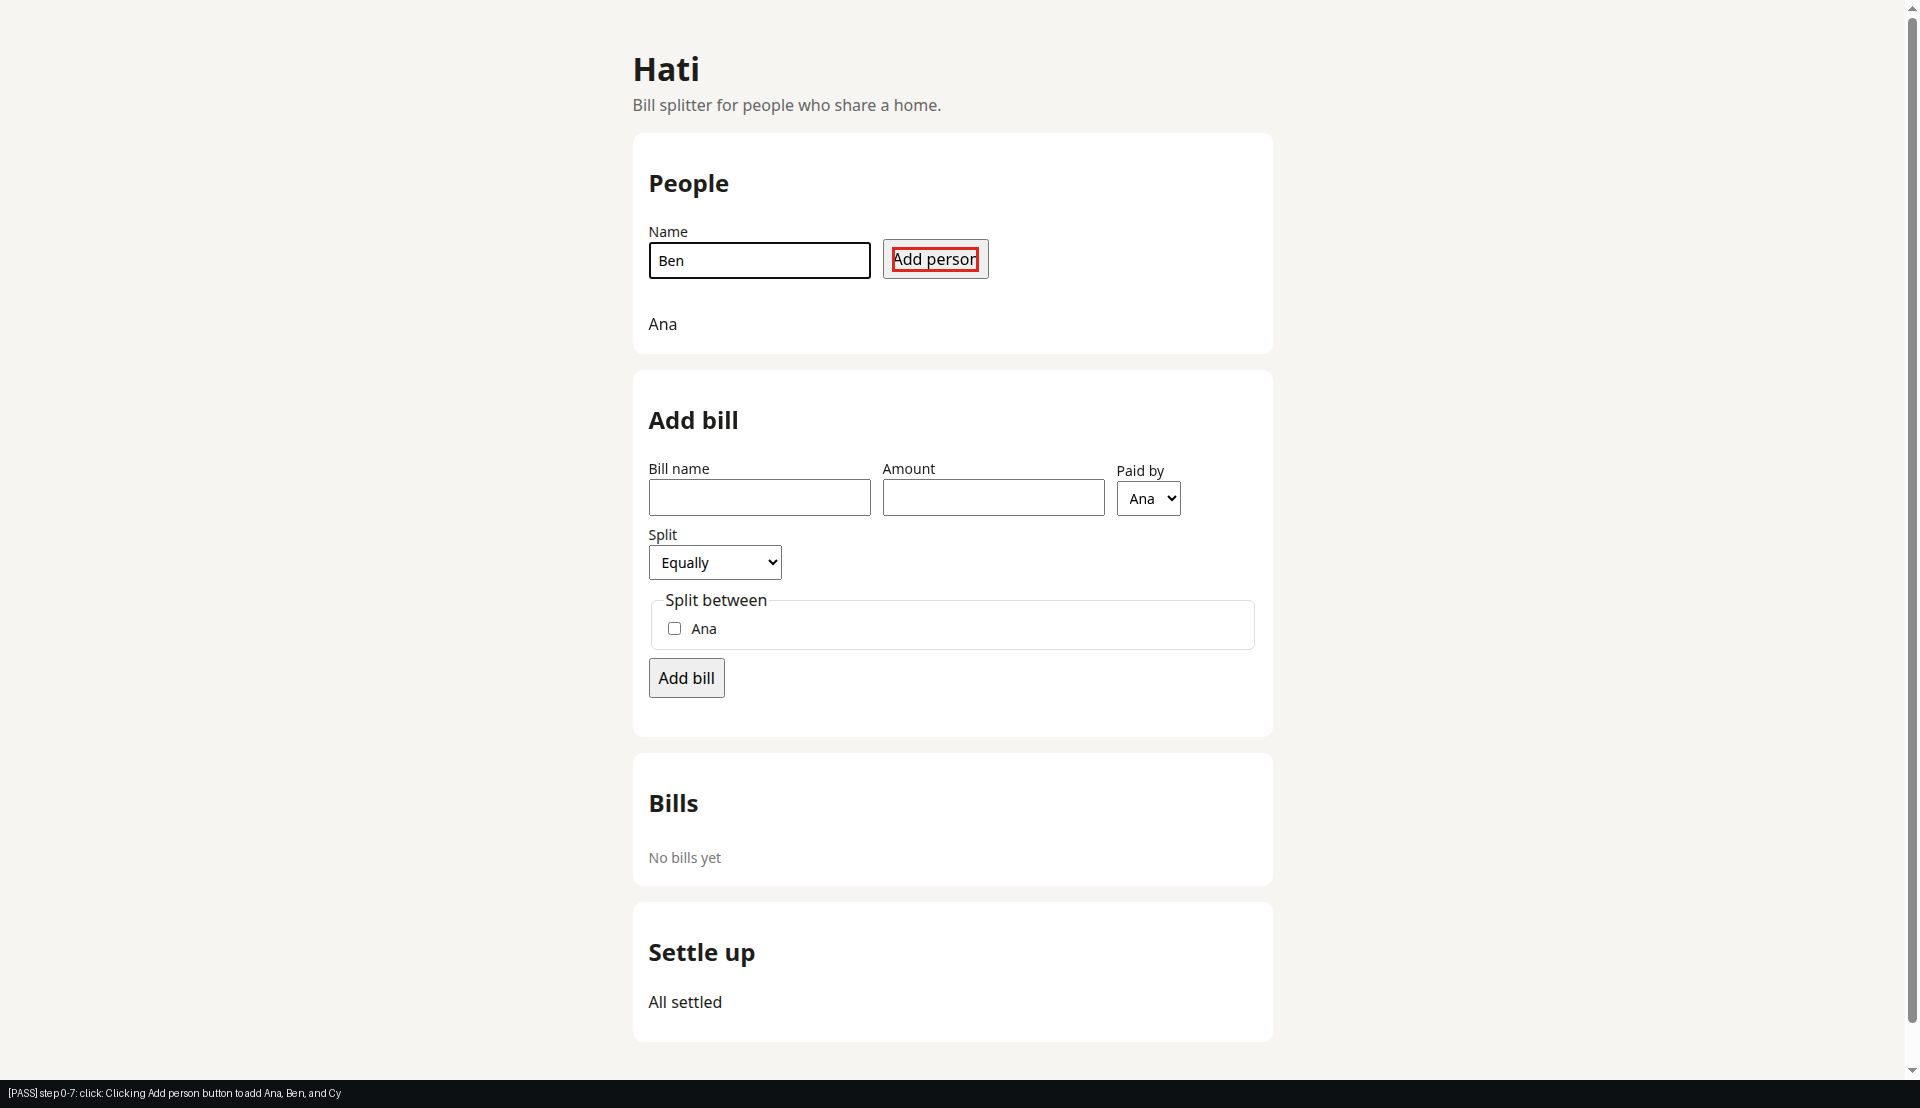 Hati
Bill splitter for people who share a home.
People
Name
Ben
Add person
Ana
Add bill
Bill name
Amount
Paid by
Ana
Split
Equally
Split between
Ana
Add bill
Bills
No bills yet
Settle up
All settled
[PASS] step 0-7: click: Clicking Add person button to add Ana, Ben, and Cy